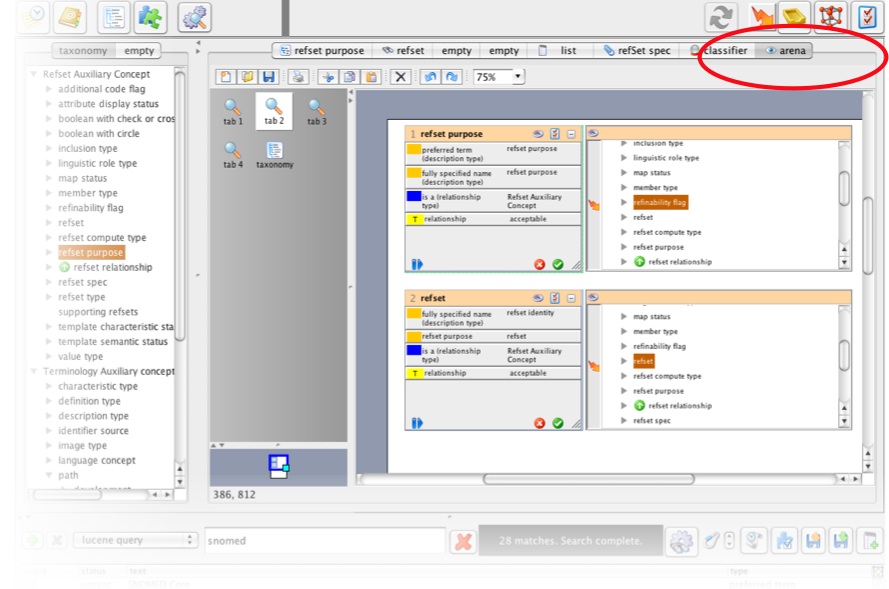 taxonomy empty
refset purpose refset empty empty list refSet spec classifier arena
75%
Refset Auxiliary Concept
additional code flag
attribute display status
boolean with check or cros
boolean with circle
inclusion type
linguistic role type
map status
member type
refinability flag
refset
refset compute type
refset purpose
refset relationship
refset spec
refset type
supporting refsets
template characteristic sta
template semantic status
value type
Terminology Auxiliary concept
characteristic type
definition type
description type
identifier source
image type
language concept
path
development
tab 1 tab 2 tab 3
tab 4 taxonomy
1 refset purpose
preferred term (description type) refset purpose
fully specified name (description type) refset purpose
is a (relationship type) Refset Auxiliary Concept
T relationship acceptable
inclusion type
linguistic role type
map status
member type
refinability flag
refset
refset compute type
refset purpose
refset relationship
2 refset
fully specified name (description type) refset identity
refset purpose refset
is a (relationship type) Refset Auxiliary Concept
T relationship acceptable
map status
member type
refinability flag
refset
refset compute type
refset purpose
refset relationship
refset spec
386, 812
lucene query snomed 28 matches. Search complete.
status text type
SNOMED Core preferred term